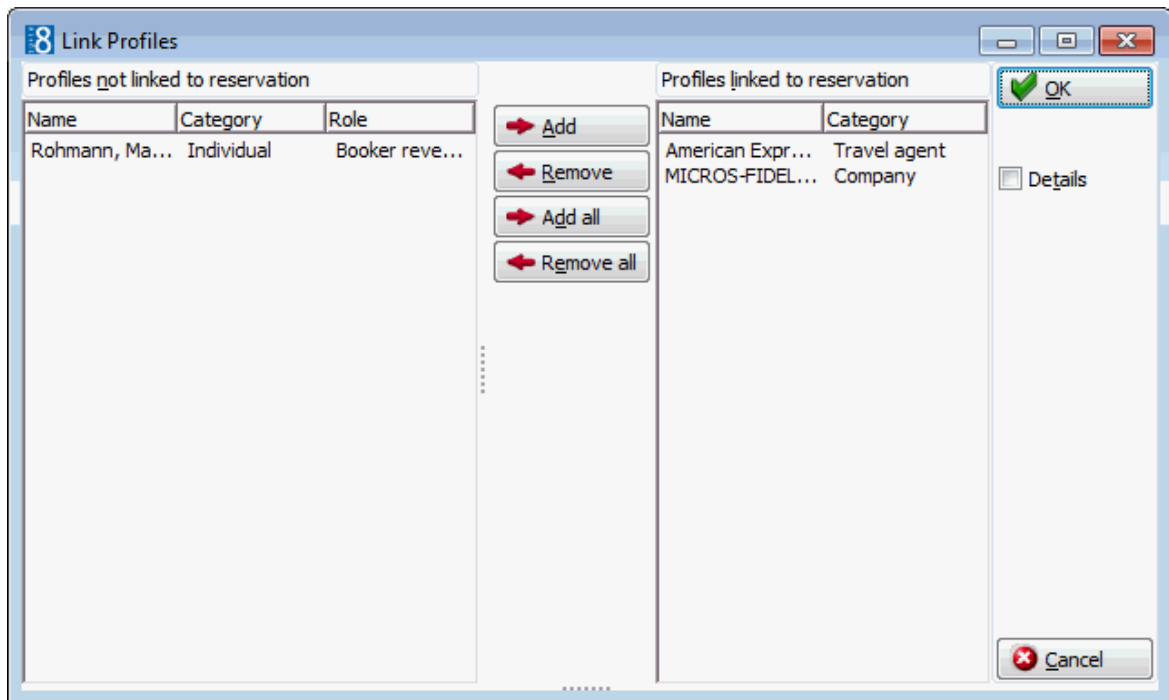 8 Link Profiles
Profiles not linked to reservation
Name Category Role
Rohmann, Ma... Individual Booker reve...
Add
Remove
Add all
Remove all
Profiles linked to reservation
Name Category
American Expr... Travel agent
MICROS-FIDEL... Company
OK
Details
Cancel